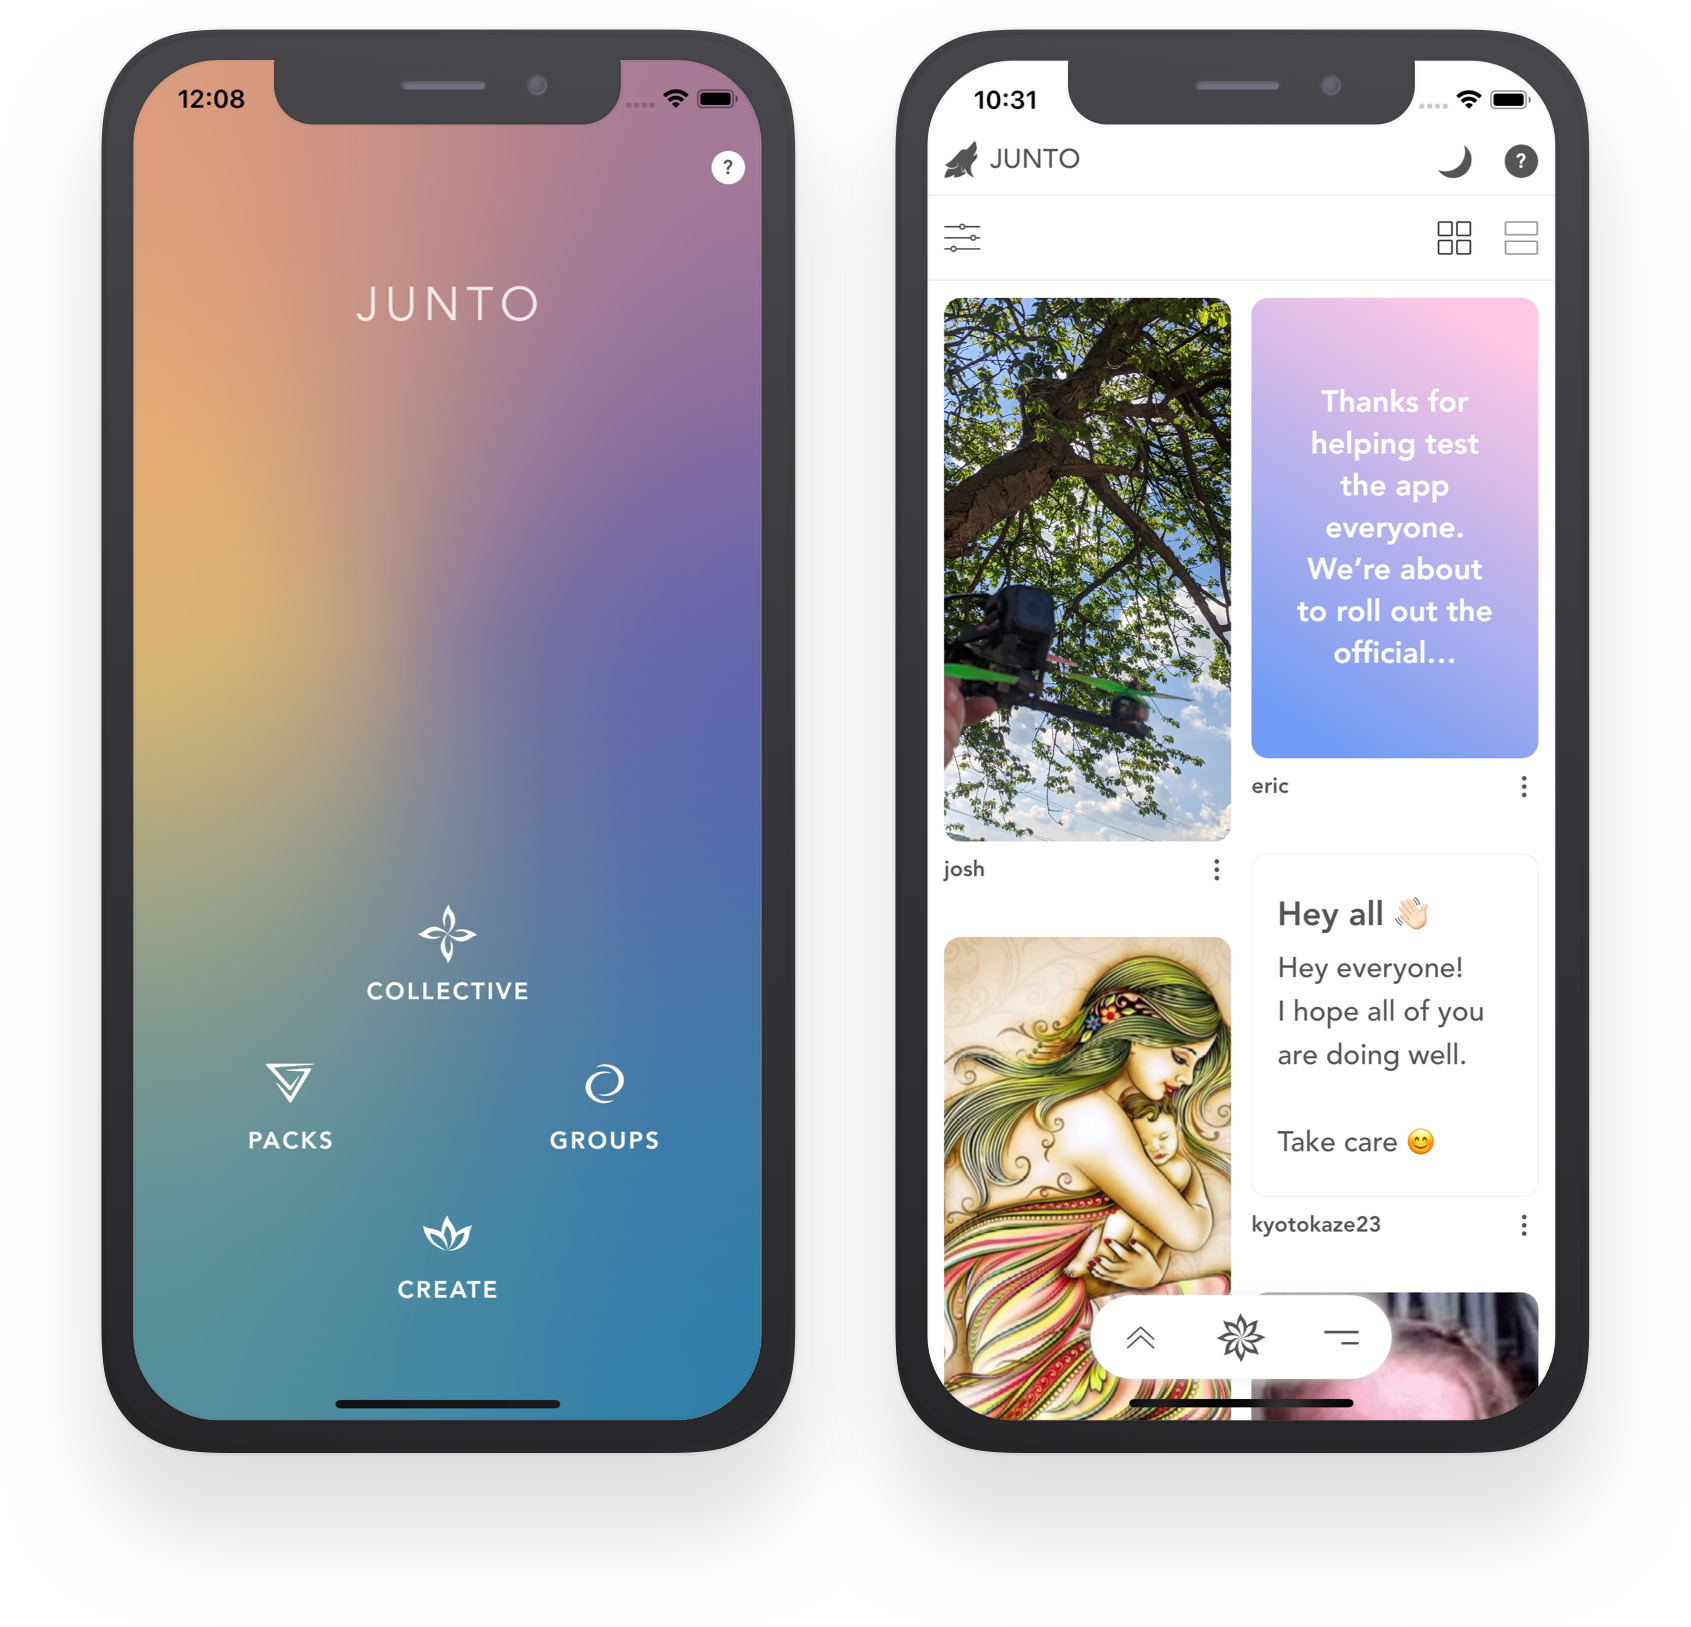 12:08
?
JUNTO
COLLECTIVE
PACKS
GROUPS
CREATE
10:31
JUNTO
?
Thanks for
helping test
the app
everyone.
We’re about
to roll out the
official...
eric
josh
Hey all 👋🏻
Hey everyone!
I hope all of you
are doing well.
Take care 😊
kyotokaze23